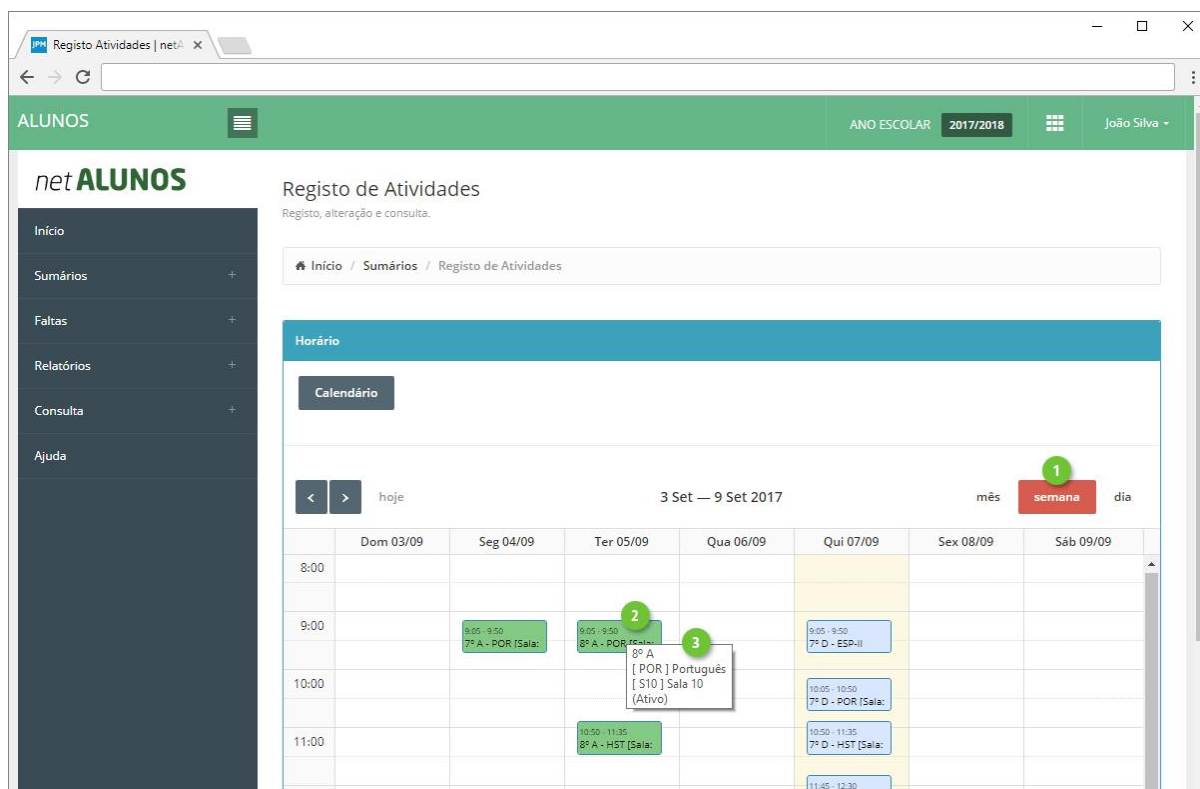 JPM Registo Atividades | netA
ALUNOS
ANO ESCOLAR 2017/2018
João Silva
net ALUNOS
Início
Sumários +
Faltas +
Relatórios +
Consulta +
Ajuda
Registo de Atividades
Registo, alteração e consulta.
Início / Sumários / Registo de Atividades
Horário
Calendário
< > hoje
3 Set — 9 Set 2017
mês semana dia
1
Dom 03/09 Seg 04/09 Ter 05/09 Qua 06/09 Qui 07/09 Sex 08/09 Sáb 09/09
8:00
9:00
9:05 - 9:50
7º A - POR [Sala:
2
9:05 - 9:50
8º A - POR [Sala:
3
8º A
[ POR ] Português
[ S10 ] Sala 10
(Ativo)
9:05 - 9:50
7º D - ESP-II
10:00
10:05 - 10:50
7º D - POR [Sala:
11:00
10:50 - 11:35
8º A - HST [Sala:
10:50 - 11:35
7º D - HST [Sala:
11:45 - 12:30